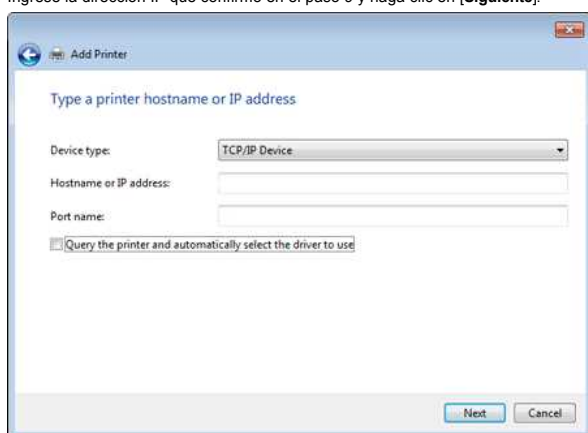 Ingrese la dirección IP que confirmó en el paso 6 y haga clic en [Siguiente].
Add Printer
Type a printer hostname or IP address
Device type: TCP/IP Device
Hostname or IP address:
Port name:
Query the printer and automatically select the driver to use
Next Cancel